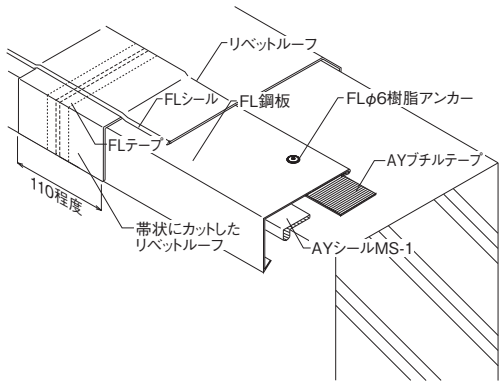 リベットルーフ
FLシール
FL鋼板
FLφ6樹脂アンカー
FLテープ
AYブチルテープ
110程度
帯状にカットした
リベットルーフ
AYシールMS-1